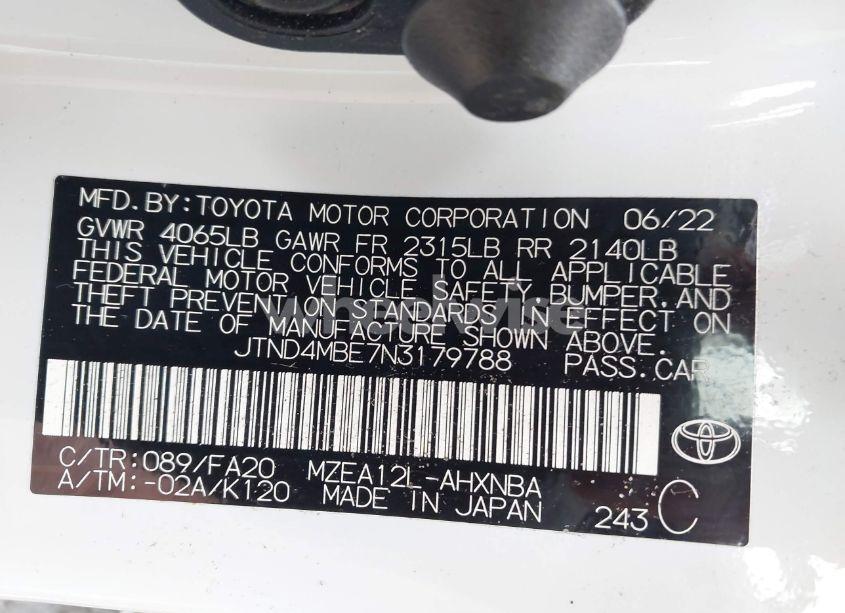 MFD. BY: TOYOTA MOTOR CORPORATION 06/22
GVWR 4065LB GAWR FR 2315LB RR 2140LB
THIS VEHICLE CONFORMS TO ALL APPLICABLE
FEDERAL MOTOR VEHICLE SAFETY, BUMPER, AND
THEFT PREVENTION STANDARDS IN EFFECT ON
THE DATE OF MANUFACTURE SHOWN ABOVE.
JTND4MBE7N3179788 PASS. CAR
C/TR: 089/FA20 MZEA12L-AHXNBA
A/TM: -02A/K120 MADE IN JAPAN
243 C
wheelwise